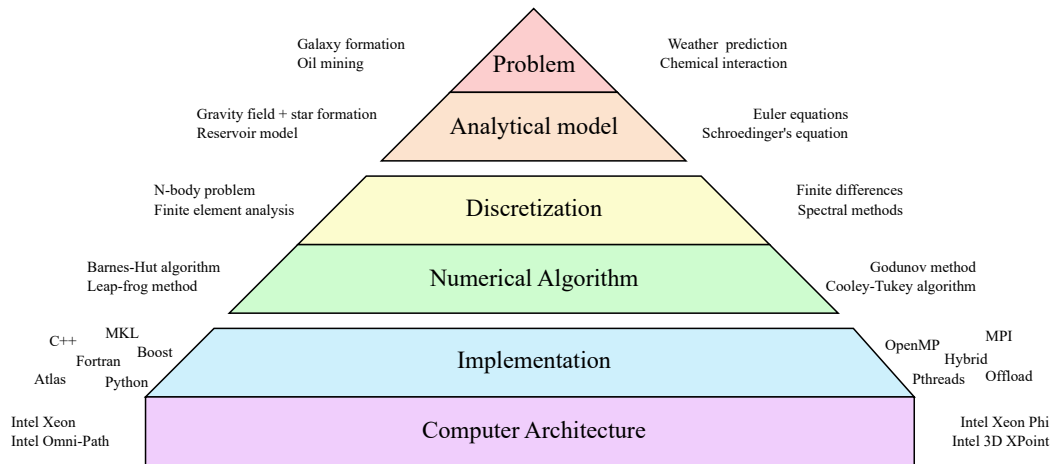 Galaxy formation
Oil mining
Problem
Weather prediction
Chemical interaction
Gravity field + star formation
Reservoir model
Analytical model
Euler equations
Schroedinger's equation
N-body problem
Finite element analysis
Discretization
Finite differences
Spectral methods
Barnes-Hut algorithm
Leap-frog method
Numerical Algorithm
Godunov method
Cooley-Tukey algorithm
C++
MKL
Boost
Fortran
Atlas
Python
Implementation
OpenMP
MPI
Hybrid
Pthreads
Offload
Intel Xeon
Intel Omni-Path
Computer Architecture
Intel Xeon Phi
Intel 3D XPoint